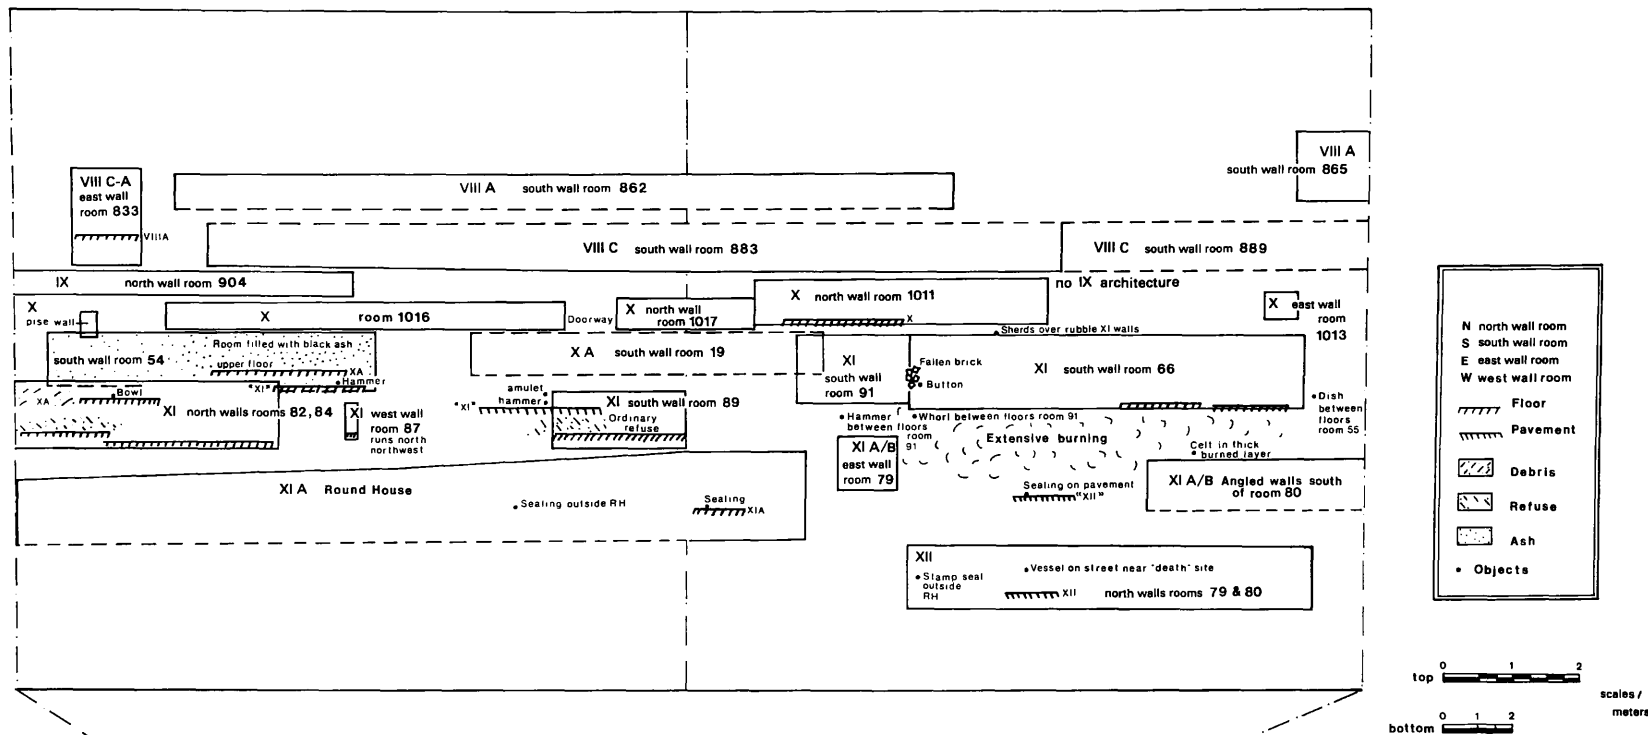 VIII A
south wall room 865
VIII C-A
east wall
room 833
VIIIA
VIII A south wall room 862
VIII C south wall room 883
VIII C south wall room 889
IX north wall room 904
no IX architecture
X
pise wall
X room 1016
Doorway
X north wall
room 1017
X north wall room 1011
X
X east wall
room
1013
Sherds over rubble XI walls
Room filled with black ash
south wall room 54
upper floor
XA
"XI"
Hammer
X A south wall room 19
XI
south wall
room 91
Fallen brick
Button
XI south wall room 66
XA
Bowl
XI north walls rooms 82, 84
XI west wall
room 87
runs north
northwest
amulet
hammer
"XI"
XI south wall room 89
Ordinary
refuse
Hammer
between floors
room
91
Whorl between floors room 91
Dish
between
floors
room 55
Extensive burning
Celt in thick
burned layer
XI A/B
east wall
room 79
Sealing on pavement
"XII"
XI A/B Angled walls south
of room 80
XI A Round House
Sealing outside RH
Sealing
XIA
XII
Stamp seal
outside
RH
Vessel on street near "death" site
XII
north walls rooms 79 & 80
N north wall room
S south wall room
E east wall room
W west wall room
Floor
Pavement
Debris
Refuse
Ash
Objects
0 1 2
top
scales /
meters
0 1 2
bottom